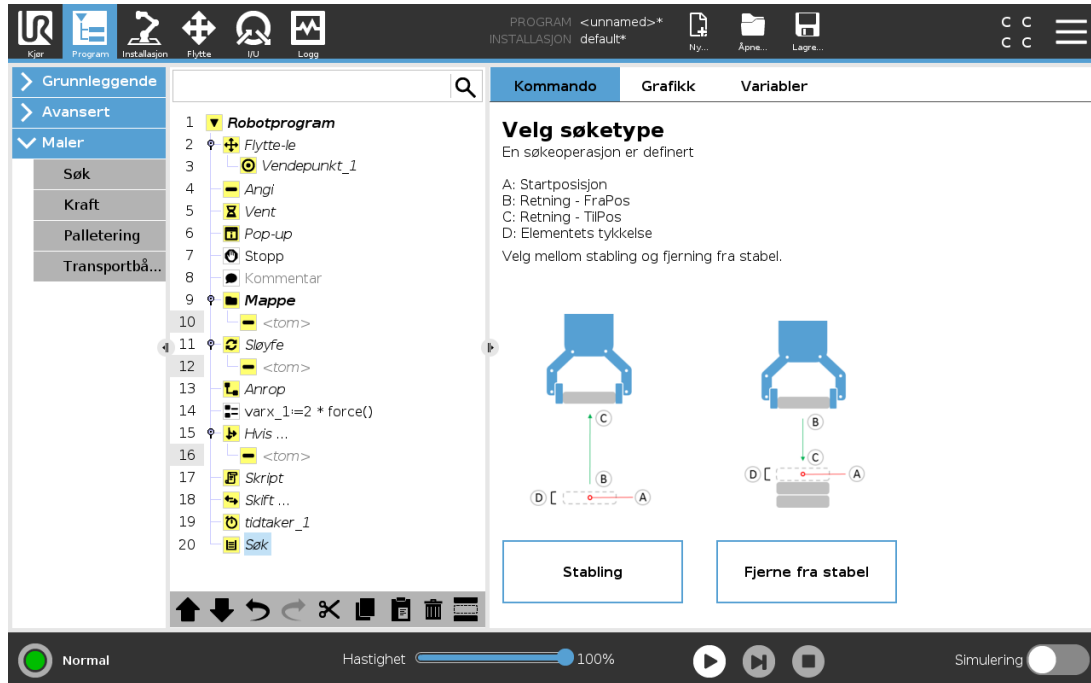 PROGRAM <unnamed>*
INSTALLASJON default*
Kjør Program Installasjon Flytte I/U Logg Ny... Åpne... Lagre...
C C
C C
Grunnleggende
Avansert
Maler
Søk
Kraft
Palletering
Transportbå...
1 Robotprogram
2 Flytte-le
3 Vendepunkt_1
4 Angi
5 Vent
6 Pop-up
7 Stopp
8 Kommentar
9 Mappe
10 <tom>
11 Sløyfe
12 <tom>
13 Anrop
14 varx_1:=2 * force()
15 Hvis ...
16 <tom>
17 Skript
18 Skift ...
19 tidtaker_1
20 Søk
Kommando Grafikk Variabler
Velg søketype
En søkeoperasjon er definert
A: Startposisjon
B: Retning - FraPos
C: Retning - TilPos
D: Elementets tykkelse
Velg mellom stabling og fjerning fra stabel.
C
B
D A
B
C
D A
Stabling
Fjerne fra stabel
Normal
Hastighet 100%
Simulering